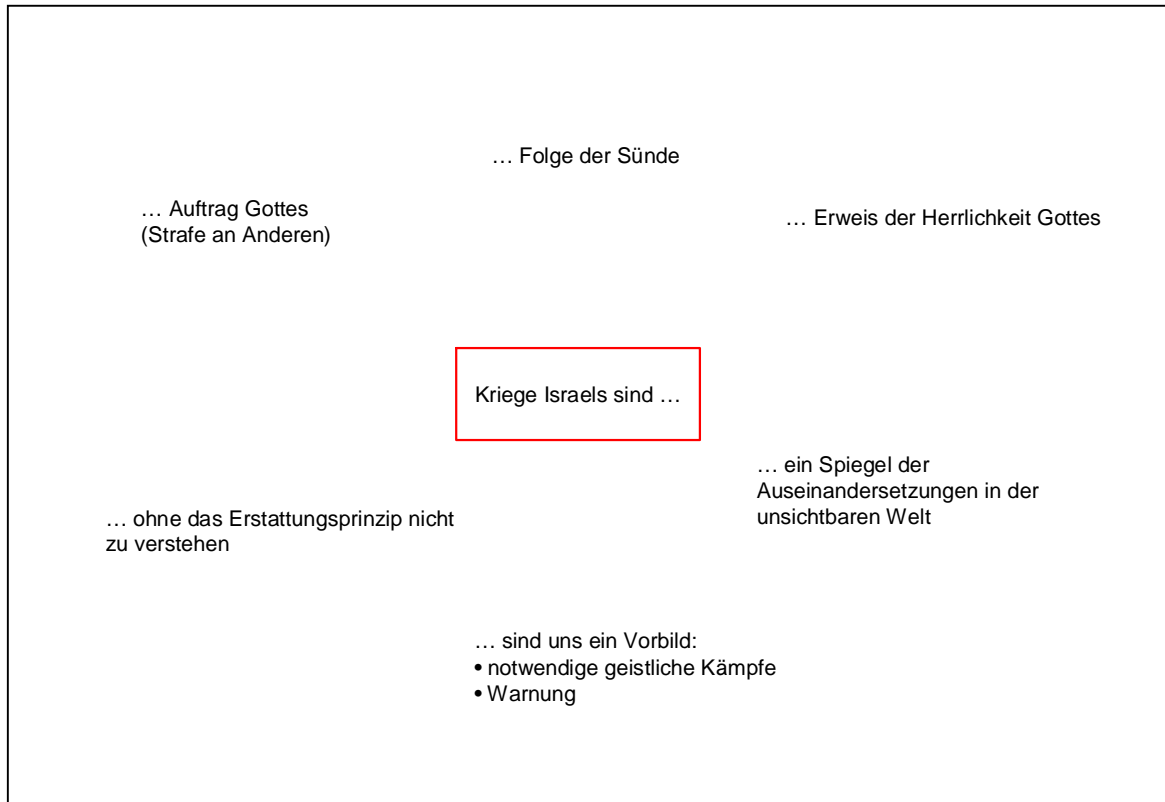 … Folge der Sünde
… Auftrag Gottes
(Strafe an Anderen)
… Erweis der Herrlichkeit Gottes
Kriege Israels sind …
… ein Spiegel der
Auseinandersetzungen in der
unsichtbaren Welt
… ohne das Erstattungsprinzip nicht
zu verstehen
… sind uns ein Vorbild:
• notwendige geistliche Kämpfe
• Warnung